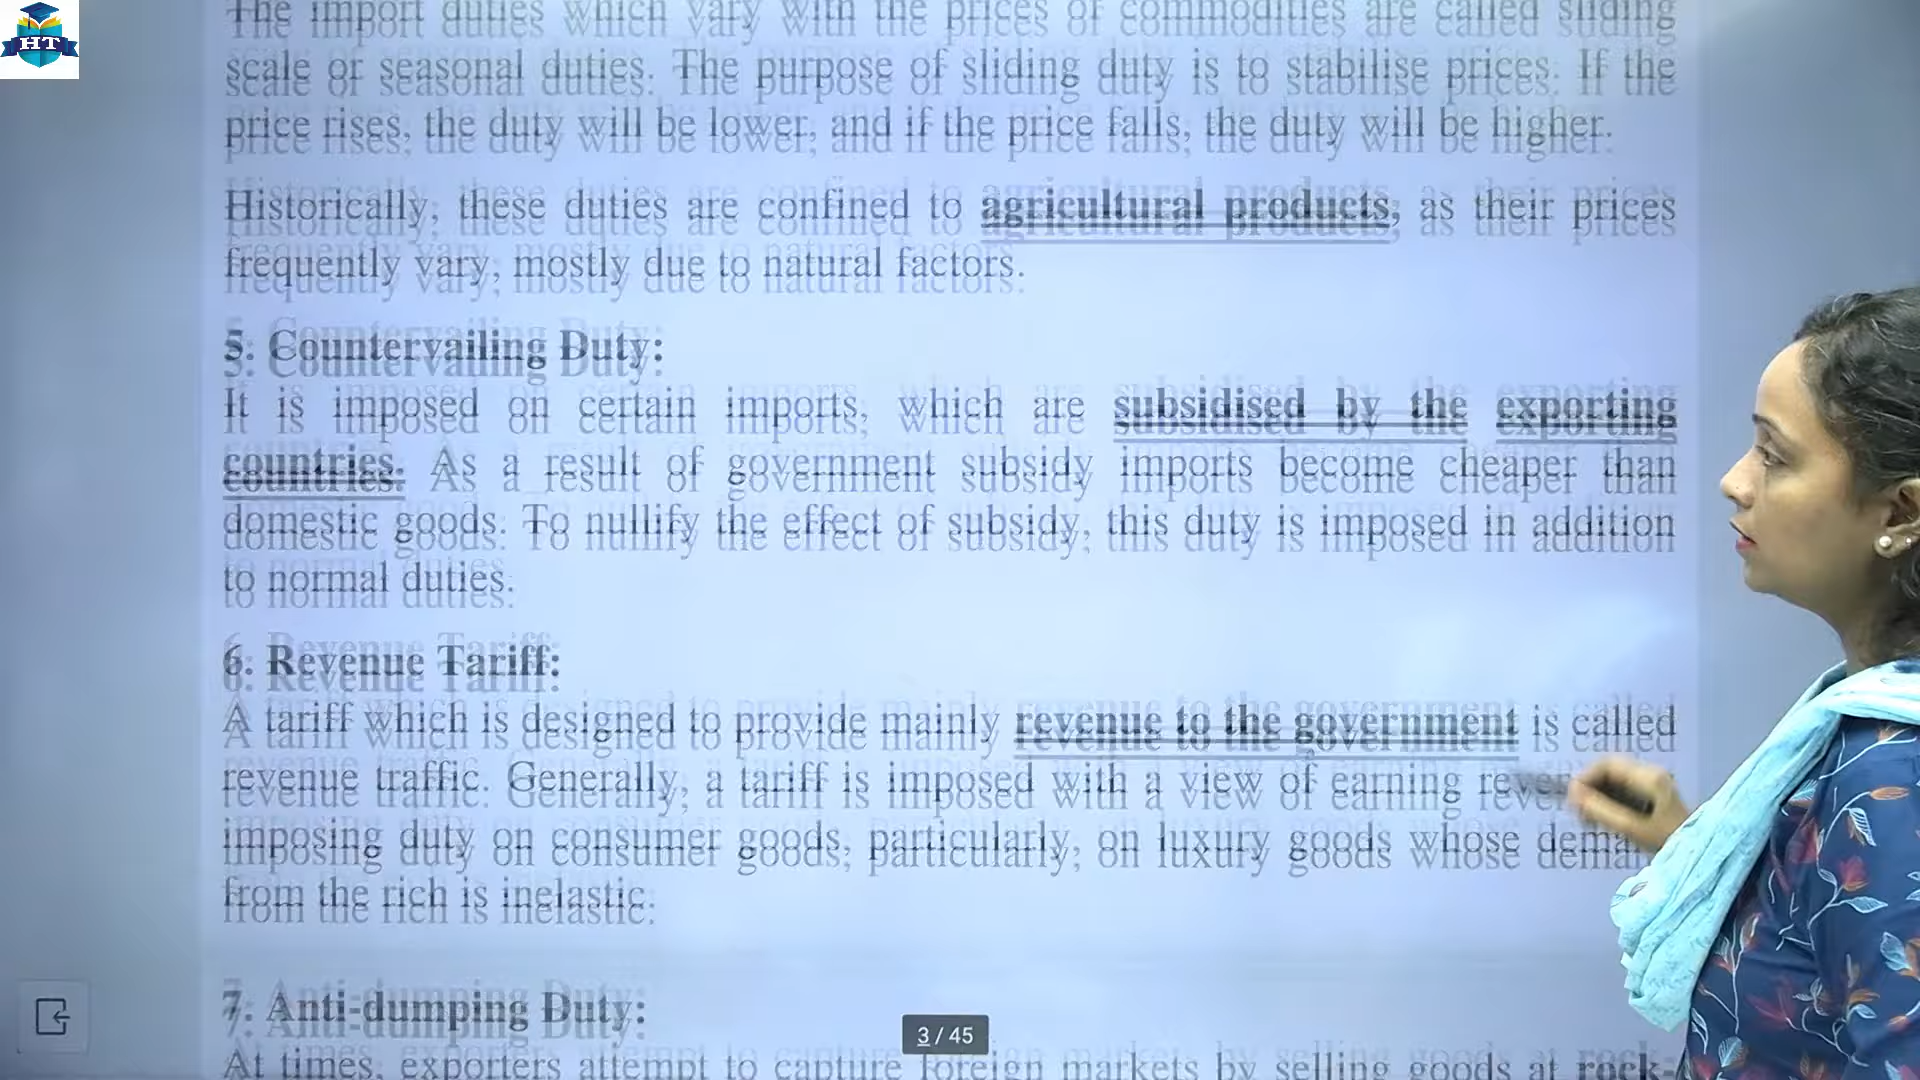 HT
The import duties which vary with the prices of commodities are called sliding
scale or seasonal duties. The purpose of sliding duty is to stabilise prices. If the
price rises, the duty will be lower, and if the price falls, the duty will be higher.
Historically, these duties are confined to agricultural products, as their prices
frequently vary, mostly due to natural factors.
5. Countervailing Duty:
It is imposed on certain imports, which are subsidised by the exporting
countries. As a result of government subsidy imports become cheaper than
domestic goods. To nullify the effect of subsidy, this duty is imposed in addition
to normal duties.
6. Revenue Tariff:
A tariff which is designed to provide mainly revenue to the government is called
revenue traffic. Generally, a tariff is imposed with a view of earning
imposing duty on consumer goods, particularly, on luxury goods whose
from the rich is inelastic.
7. Anti-dumping Duty:
At times, exporters attempt to capture foreign markets by selling goods at rock-
3 / 45